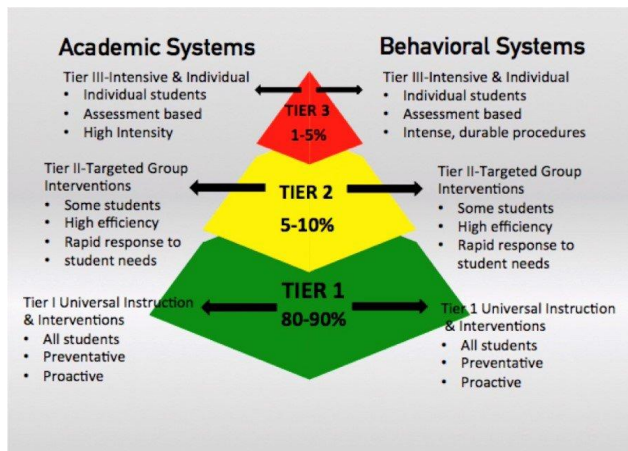 Academic Systems
Tier III-Intensive & Individual
• Individual students
• Assessment based
• High Intensity
Tier II-Targeted Group
Interventions
• Some students
• High efficiency
• Rapid response to
• student needs
Tier I Universal Instruction
& Interventions
• All students
• Preventative
• Proactive
TIER 3
1-5%
TIER 2
5-10%
TIER 1
80-90%
Behavioral Systems
Tier III-Intensive & Individual
• Individual students
• Assessment based
• Intense, durable procedures
Tier II-Targeted Group
Interventions
• Some students
• High efficiency
• Rapid response to
student needs
Tier 1 Universal Instruction
& Interventions
• All students
• Preventative
• Proactive